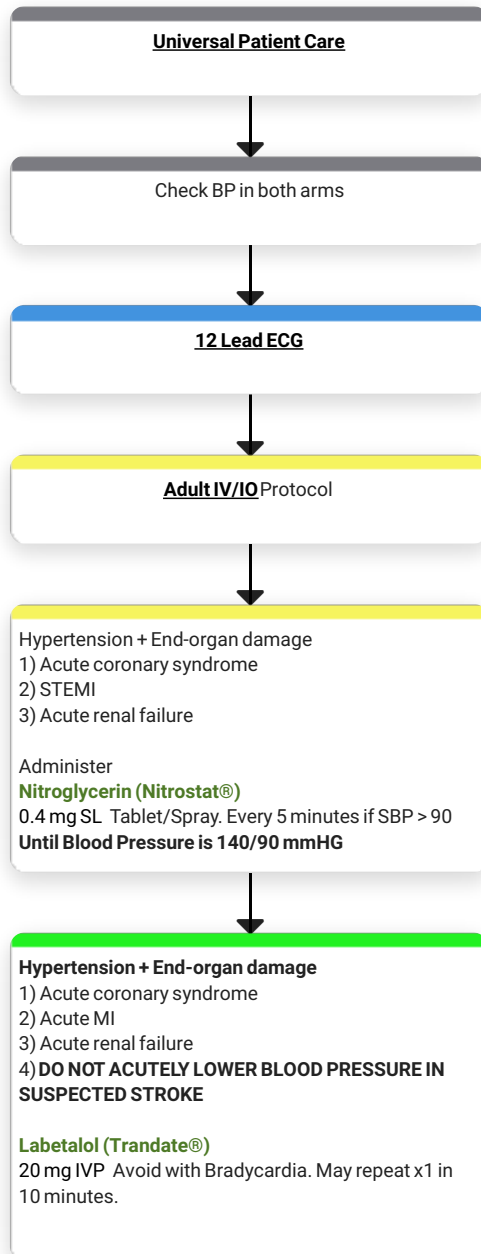 Universal Patient Care
Check BP in both arms
12 Lead ECG
Adult IV/IO Protocol
Hypertension + End-organ damage
1) Acute coronary syndrome
2) STEMI
3) Acute renal failure
Administer
Nitroglycerin (Nitrostat®)
0.4 mg SL Tablet/Spray. Every 5 minutes if SBP > 90
Until Blood Pressure is 140/90 mmHG
Hypertension + End-organ damage
1) Acute coronary syndrome
2) Acute MI
3) Acute renal failure
4) DO NOT ACUTELY LOWER BLOOD PRESSURE IN
SUSPECTED STROKE
Labetalol (Trandate®)
20 mg IVP Avoid with Bradycardia. May repeat x1 in
10 minutes.